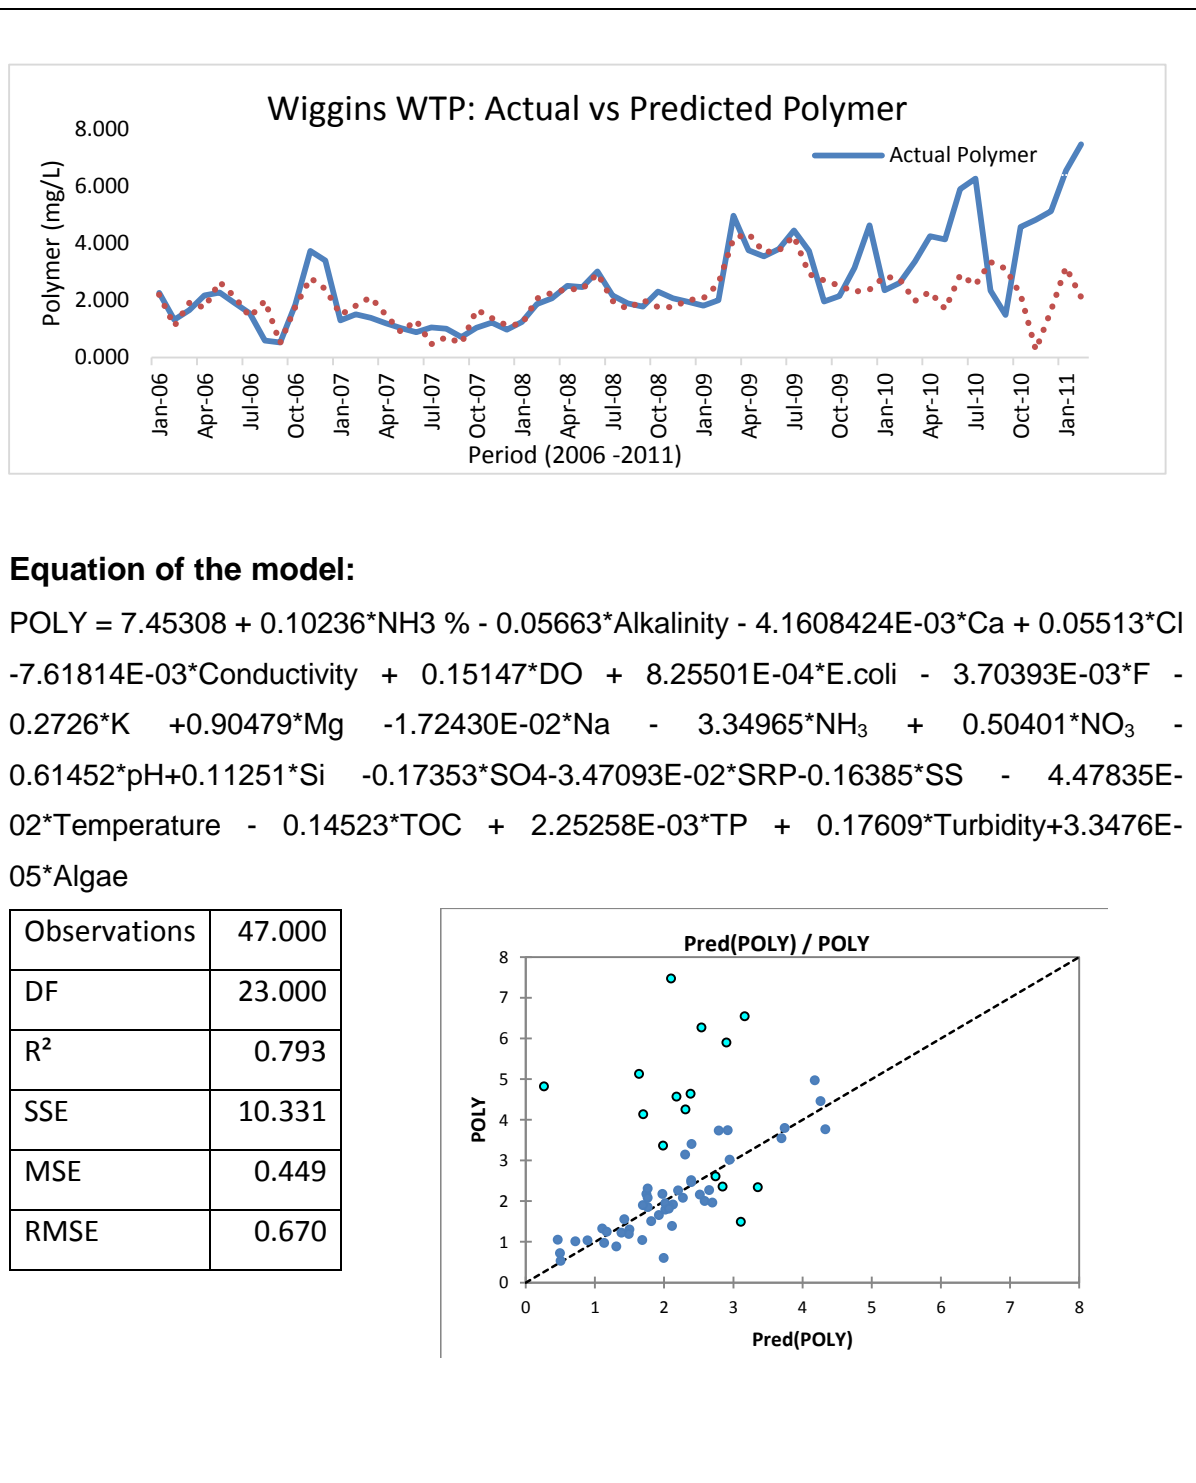 Wiggins WTP: Actual vs Predicted Polymer
8.000
6.000
4.000
2.000
0.000
Polymer (mg/L)
Actual Polymer
Jan-06
Apr-06
Jul-06
Oct-06
Jan-07
Apr-07
Jul-07
Oct-07
Jan-08
Apr-08
Jul-08
Oct-08
Jan-09
Apr-09
Jul-09
Oct-09
Jan-10
Apr-10
Jul-10
Oct-10
Jan-11
Period (2006 -2011)
Equation of the model:
POLY = 7.45308 + 0.10236*NH3 % - 0.05663*Alkalinity - 4.1608424E-03*Ca + 0.05513*Cl
-7.61814E-03*Conductivity + 0.15147*DO + 8.25501E-04*E.coli - 3.70393E-03*F -
0.2726*K +0.90479*Mg -1.72430E-02*Na - 3.34965*NH₃ + 0.50401*NO₃ -
0.61452*pH+0.11251*Si -0.17353*SO4-3.47093E-02*SRP-0.16385*SS - 4.47835E-
02*Temperature - 0.14523*TOC + 2.25258E-03*TP + 0.17609*Turbidity+3.3476E-
05*Algae
Observations 47.000
DF 23.000
R² 0.793
SSE 10.331
MSE 0.449
RMSE 0.670
Pred(POLY) / POLY
8
7
6
5
4
3
2
1
0
POLY
0 1 2 3 4 5 6 7 8
Pred(POLY)